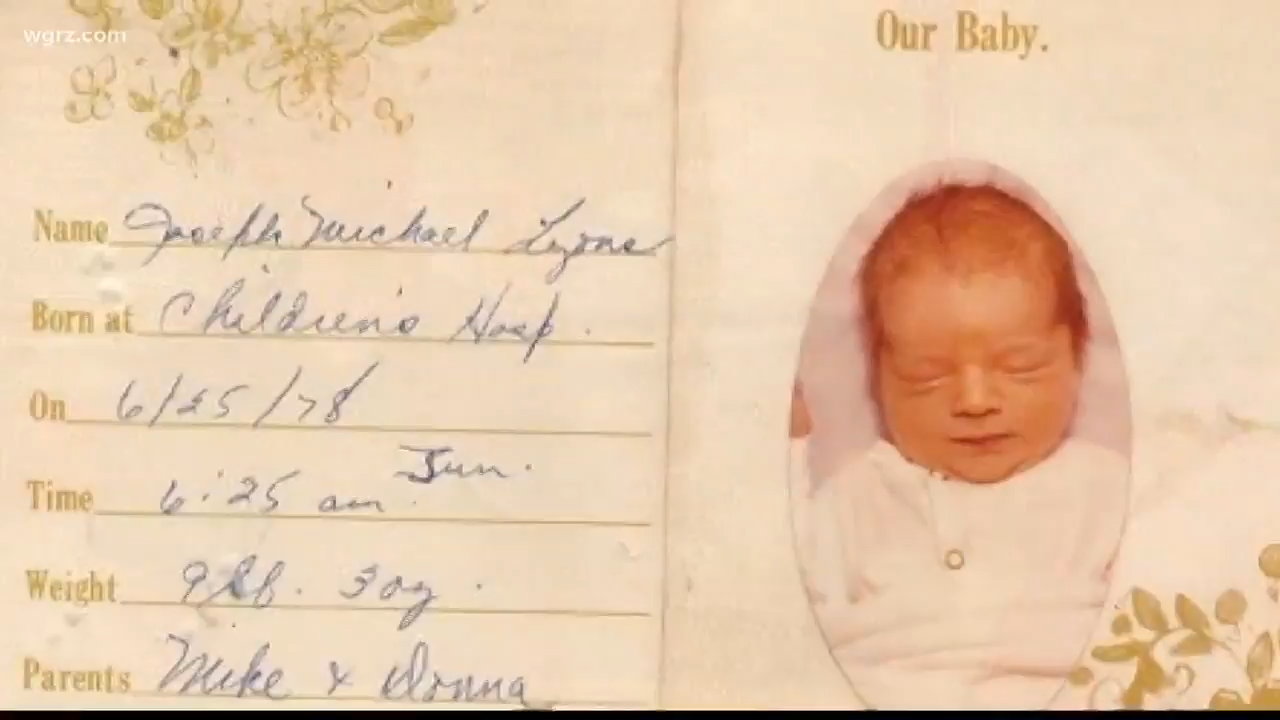 wgrz.com
Our Baby.
Name Joseph Michael Lyons
Born at Children's Hosp.
On 6/25/78
Time 6:25 am. Sun.
Weight 9 lb. 3 oz.
Parents Mike & Donna